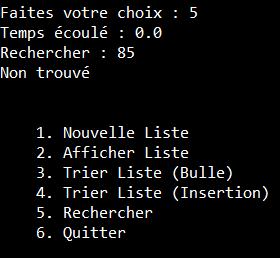 Faites votre choix : 5
Temps écoulé : 0.0
Rechercher : 85
Non trouvé
1. Nouvelle Liste
2. Afficher Liste
3. Trier Liste (Bulle)
4. Trier Liste (Insertion)
5. Rechercher
6. Quitter